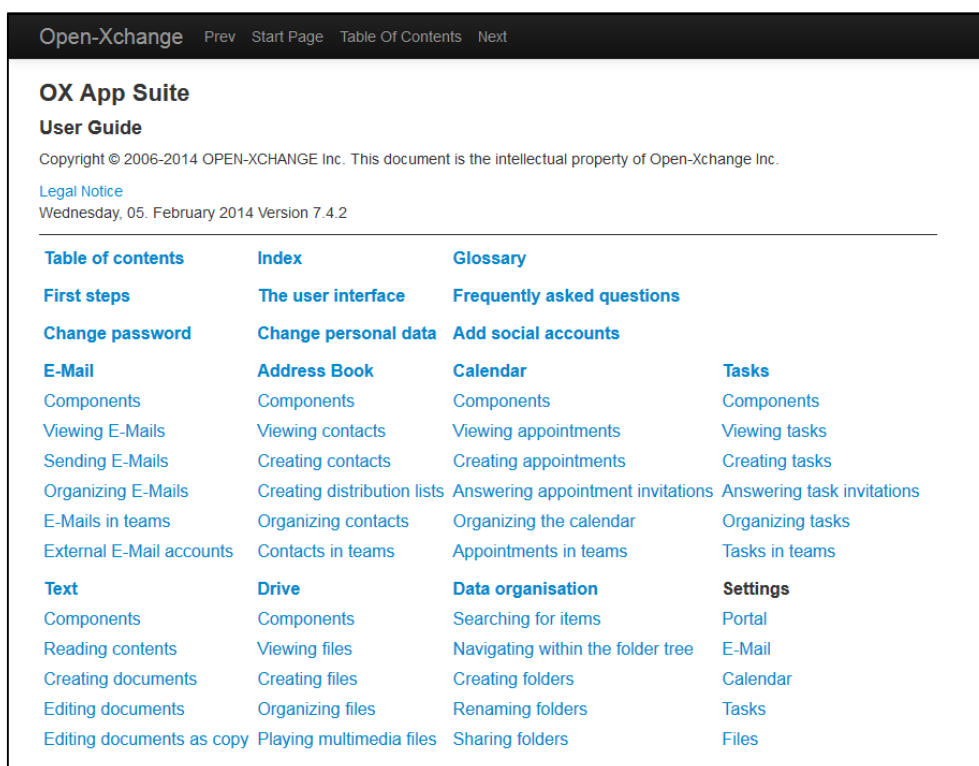 Open-Xchange Prev Start Page Table Of Contents Next
OX App Suite
User Guide
Copyright © 2006-2014 OPEN-XCHANGE Inc. This document is the intellectual property of Open-Xchange Inc.
Legal Notice
Wednesday, 05. February 2014 Version 7.4.2
Table of contents Index Glossary
First steps The user interface Frequently asked questions
Change password Change personal data Add social accounts
E-Mail Address Book Calendar Tasks
Components Components Components Components
Viewing E-Mails Viewing contacts Viewing appointments Viewing tasks
Sending E-Mails Creating contacts Creating appointments Creating tasks
Organizing E-Mails Creating distribution lists Answering appointment invitations Answering task invitations
E-Mails in teams Organizing contacts Organizing the calendar Organizing tasks
External E-Mail accounts Contacts in teams Appointments in teams Tasks in teams
Text Drive Data organisation Settings
Components Components Searching for items Portal
Reading contents Viewing files Navigating within the folder tree E-Mail
Creating documents Creating files Creating folders Calendar
Editing documents Organizing files Renaming folders Tasks
Editing documents as copy Playing multimedia files Sharing folders Files